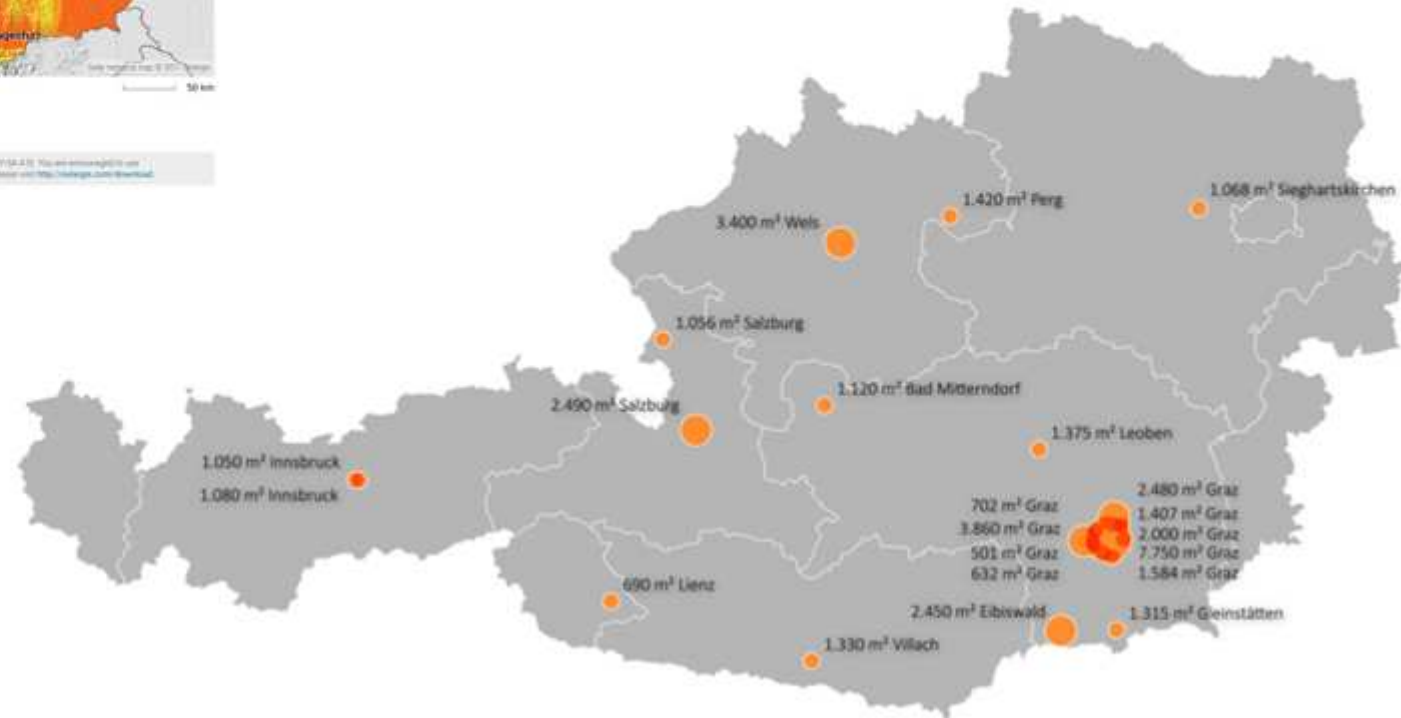 50 km
1.068 m² Sieghartskirchen
1.420 m² Perg
3.400 m² Wels
1.056 m² Salzburg
1.120 m² Bad Mitterndorf
2.490 m² Salzburg
1.375 m² Leoben
1.050 m² Innsbruck
1.080 m² Innsbruck
2.480 m² Graz
702 m² Graz
1.407 m² Graz
3.860 m² Graz
2.000 m² Graz
501 m² Graz
7.750 m² Graz
632 m² Graz
1.584 m² Graz
690 m² Lienz
2.450 m² Eibiswald
1.315 m² Gleinstätten
1.330 m² Villach